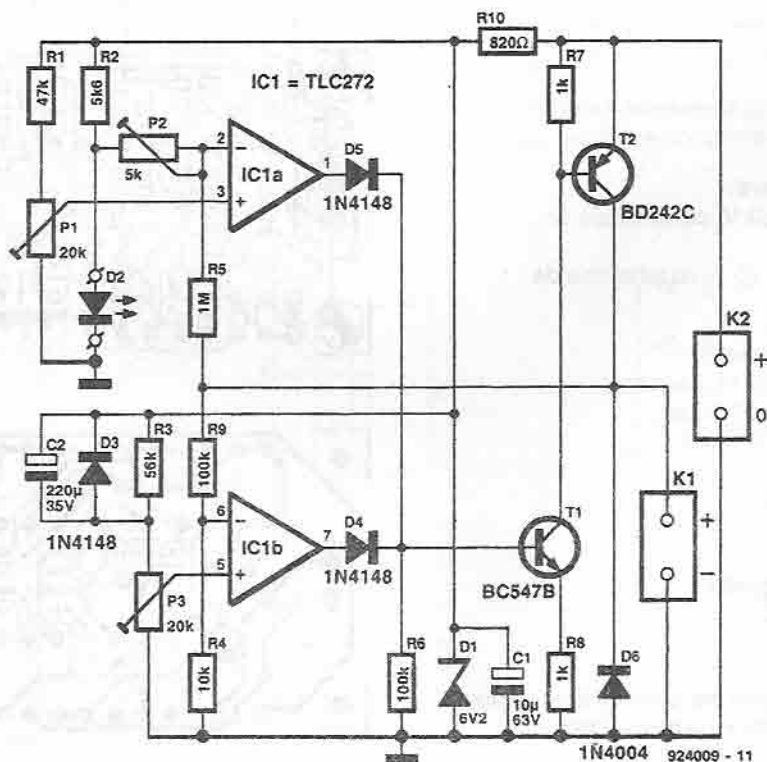 R10
820Ω
R1
47k
R2
5k6
IC1 = TLC272
R7
1k
P2
5k
2
−
IC1a
1
3
+
D5
1N4148
T2
BD242C
P1
20k
D2
R5
1M
K2
+
0
C2
220µ
35V
D3
1N4148
R3
56k
R9
100k
6
−
IC1b
7
5
+
D4
1N4148
T1
BC547B
K1
+
−
P3
20k
R4
10k
R6
100k
D1
6V2
C1
10µ
63V
R8
1k
D6
1N4004
924009 - 11